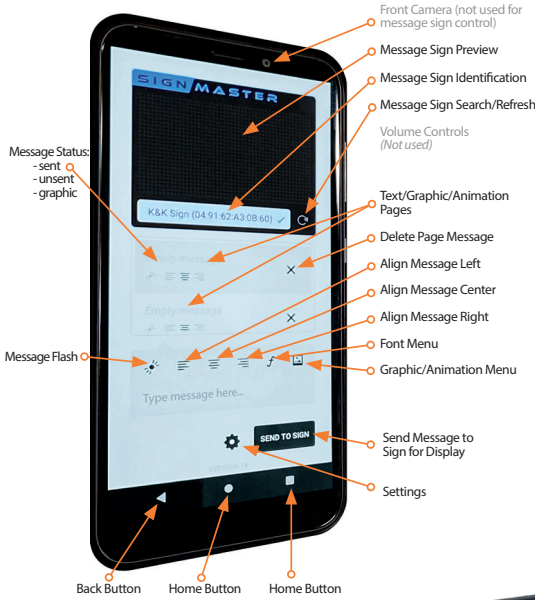 Front Camera (not used for
message sign control)
Message Sign Preview
Message Sign Identification
Message Sign Search/Refresh
Volume Controls
(Not used)
Message Status:
- sent
- unsent
- graphic
Text/Graphic/Animation
Pages
Delete Page Message
Align Message Left
Align Message Center
Align Message Right
Font Menu
Graphic/Animation Menu
Message Flash
Send Message to
Sign for Display
Settings
Back Button
Home Button
Home Button
SIGN MASTER
K&K Sign (04:91:62:A3:0B:60)
Empty message
Empty message
Type message here...
SEND TO SIGN